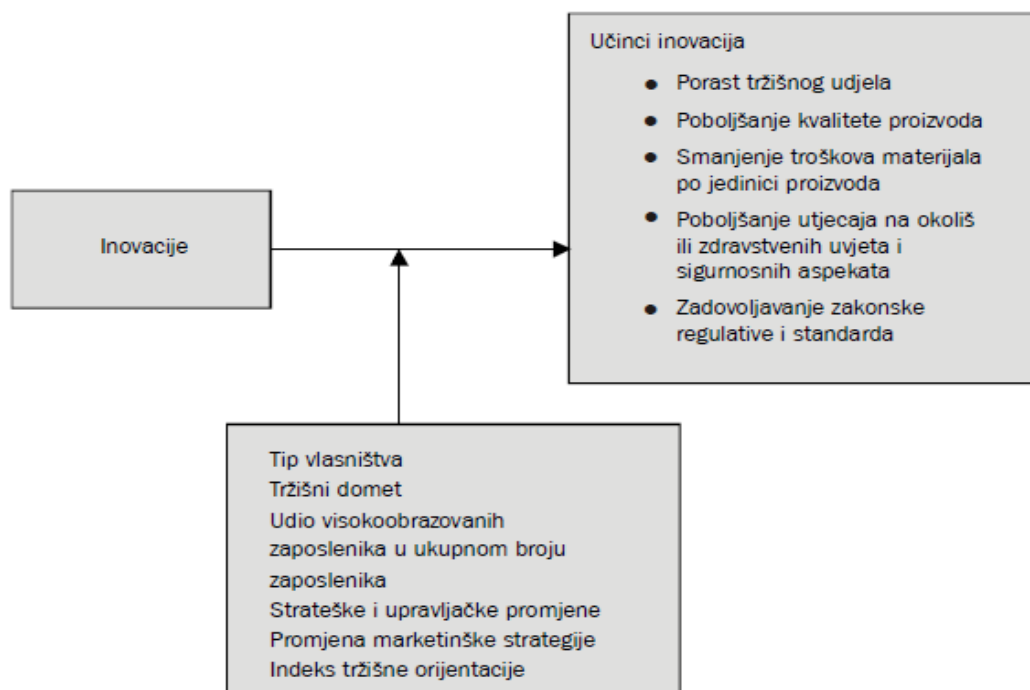 Učinci inovacija
● Porast tržišnog udjela
● Poboljšanje kvalitete proizvoda
● Smanjenje troškova materijala
po jedinici proizvoda
● Poboljšanje utjecaja na okoliš
ili zdravstvenih uvjeta i
sigurnosnih aspekata
● Zadovoljavanje zakonske
regulative i standarda
Inovacije
Tip vlasništva
Tržišni domet
Udio visokoobrazovanih
zaposlenika u ukupnom broju
zaposlenika
Strateške i upravljačke promjene
Promjena marketinške strategije
Indeks tržišne orijentacije